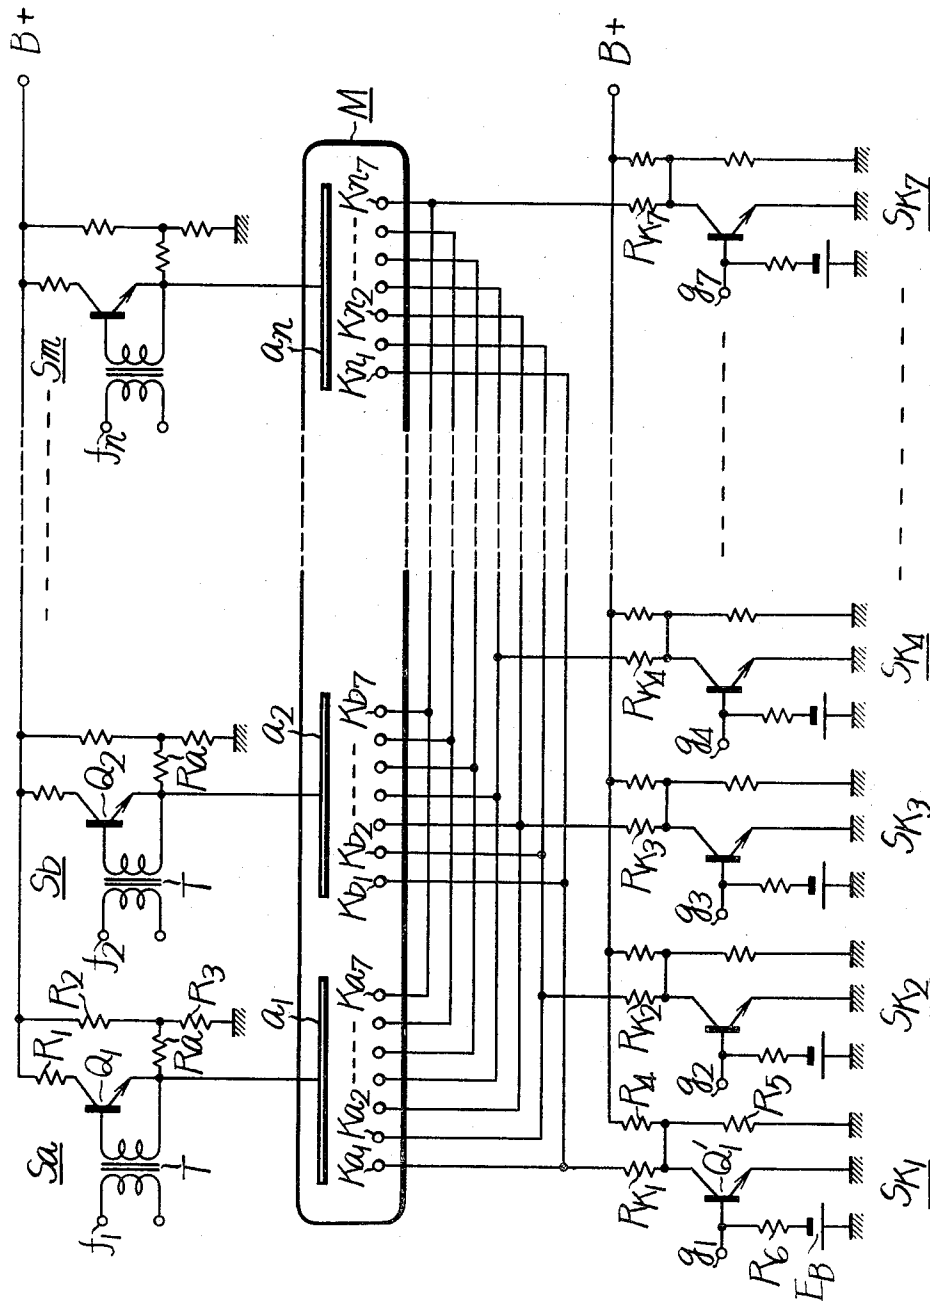 B+
Sa
Sb
Sm
R1
R2
Q1
Q2
f1
f2
fn
T
T
Ra
R3
Ra
M
a1
a2
an
Ka1
Ka2
Ka7
Kb1
Kb2
Kb7
Kn1
Kn2
Kn7
B+
R4
RK1
RK2
RK3
RK4
RK7
g1
g2
g3
g4
g7
Q'1
R5
R6
EB
SK1
SK2
SK3
SK4
SK7